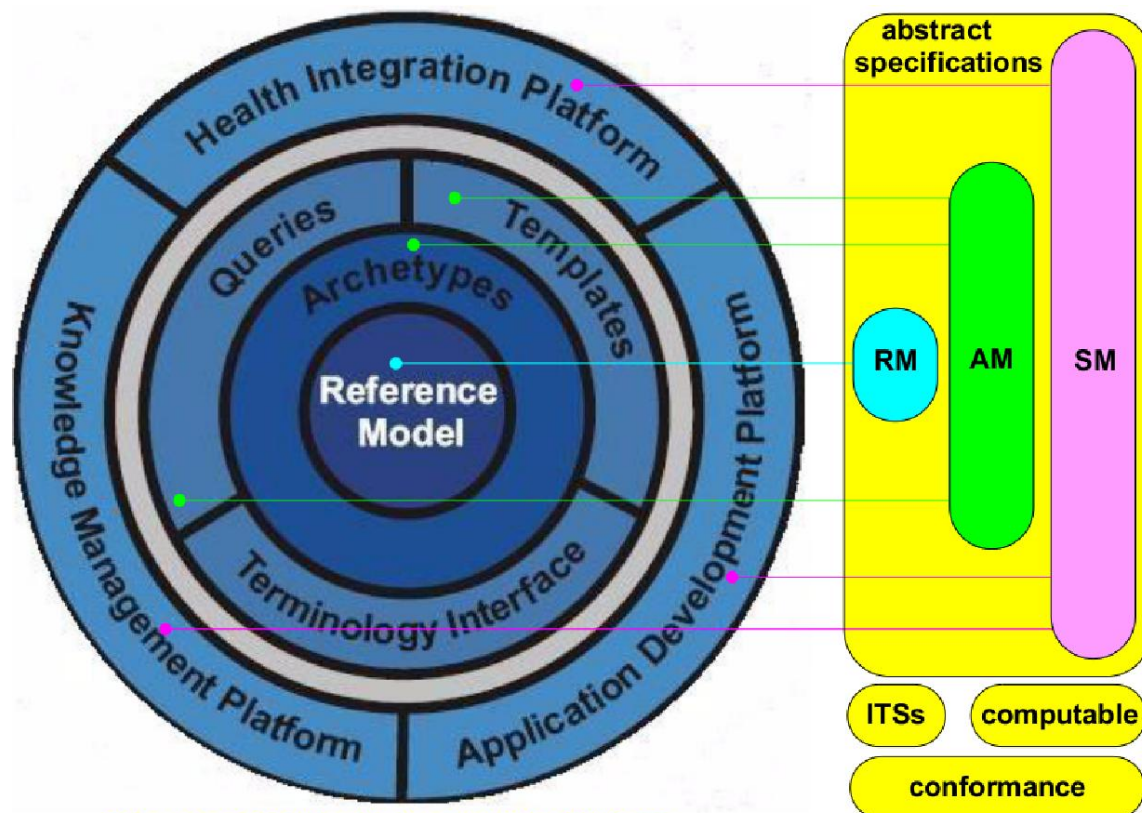 Health Integration Platform
Queries
Templates
Archetypes
Reference
Model
Terminology Interface
Knowledge Management Platform
Application Development Platform
abstract
specifications
RM
AM
SM
ITSs
computable
conformance